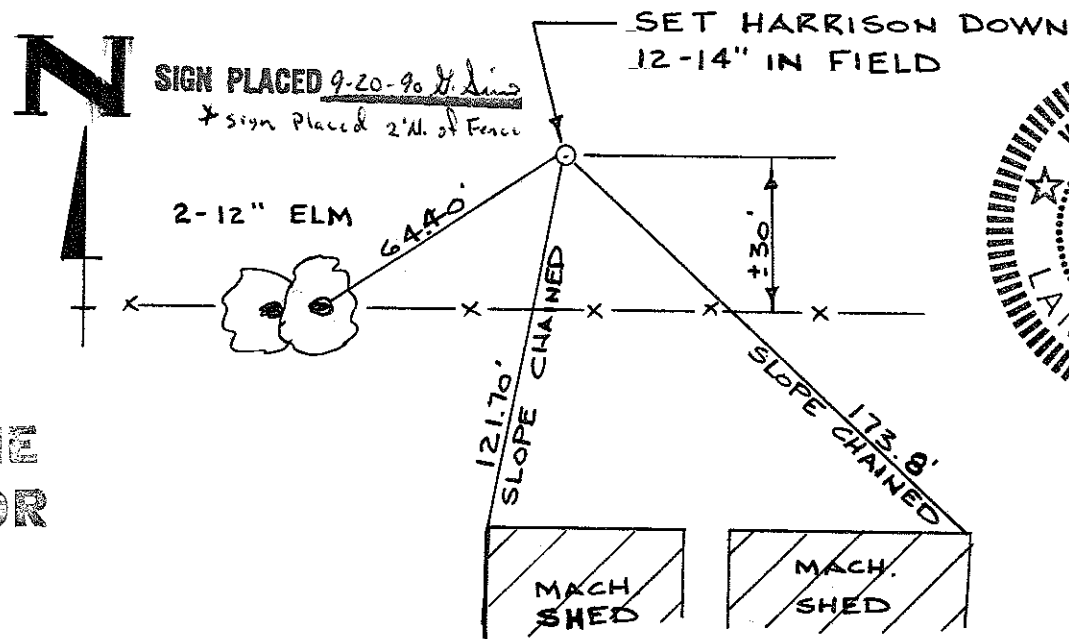 SET HARRISON DOWN
12-14" IN FIELD
N
SIGN PLACED 9-20-90
* sign Placed 2' N. of Fence
2-12" ELM
64.40'
±30'
121.70'
SLOPE CHAINED
173.8'
SLOPE CHAINED
MACH
SHED
MACH.
SHED